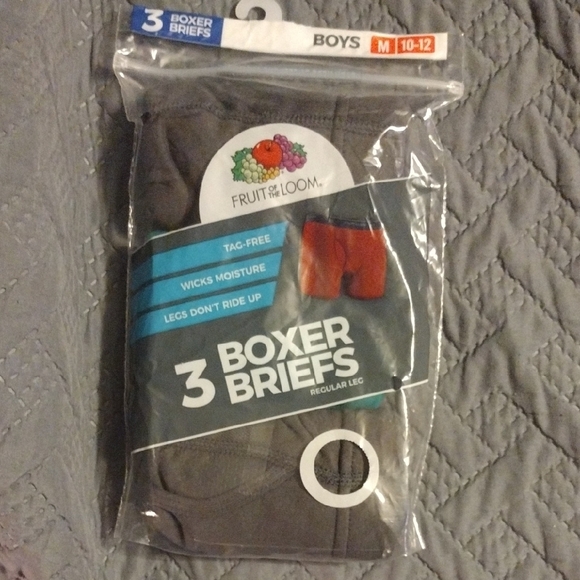 3 BOXER BRIEFS
BOYS M 10-12
FRUIT OF THE LOOM
TAG-FREE
WICKS MOISTURE
LEGS DON'T RIDE UP
3 BOXER
BRIEFS
REGULAR LEG